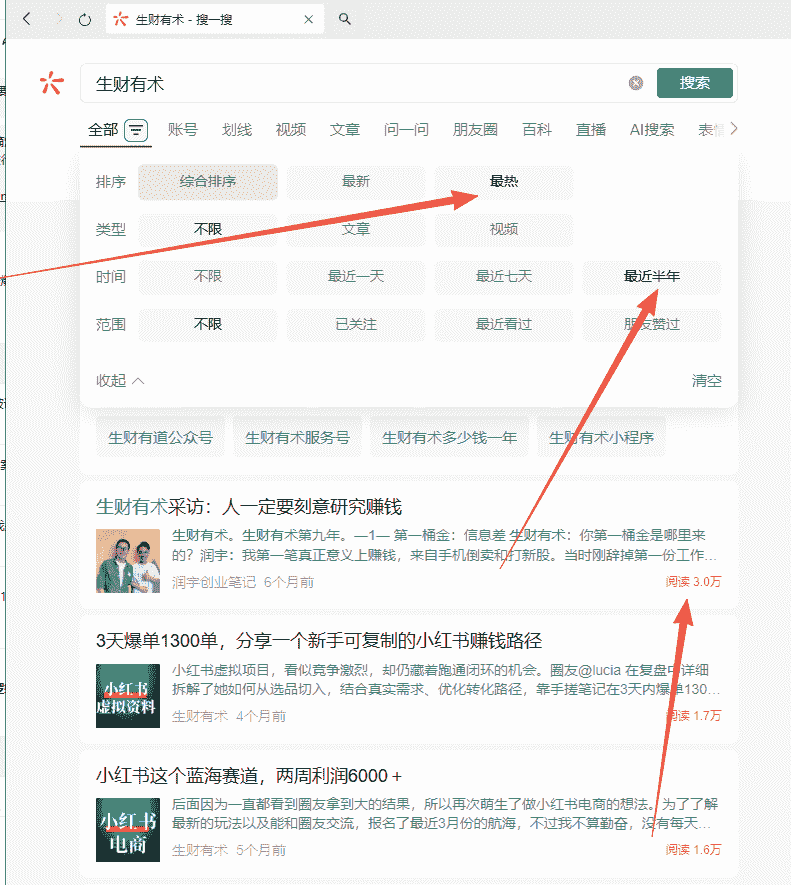 生财有术 - 搜一搜
生财有术
搜索
全部 账号 划线 视频 文章 问一问 朋友圈 百科 直播 AI搜索 表情
排序 综合排序 最新 最热
类型 不限 文章 视频
时间 不限 最近一天 最近七天 最近半年
范围 不限 已关注 最近看过 朋友赞过
收起 清空
生财有道公众号 生财有术服务号 生财有术多少钱一年 生财有术小程序
生财有术采访：人一定要刻意研究赚钱
生财有术。生财有术第九年。—1— 第一桶金：信息差 生财有术：你第一桶金是哪里来
的？润宇：我第一笔真正意义上赚钱，来自手机倒卖和打新股。当时刚辞掉第一份工作...
润宇创业笔记 6个月前 阅读 3.0万
3天爆单1300单，分享一个新手可复制的小红书赚钱路径
小红书虚拟项目，看似竞争激烈，却仍藏着跑通闭环的机会。圈友@lucia 在复盘中详细
拆解了她如何从选品切入，结合真实需求、优化转化路径，靠手搓笔记在3天内爆单130...
小红书
虚拟资料
生财有术 4个月前 阅读 1.7万
小红书这个蓝海赛道，两周利润6000＋
后面因为一直都看到圈友拿到大的结果，所以再次萌生了做小红书电商的想法。为了了解
最新的玩法以及能和圈友交流，报名了最近3月份的航海，不过我不算勤奋，没有每天...
小红书
电商
生财有术 5个月前 阅读 1.6万